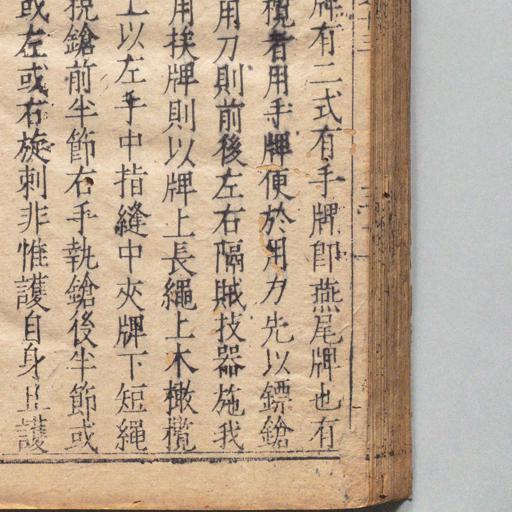 牌有二式有手牌即燕尾牌也有
欖者用手牌便於用刀先以鏢鎗
用刀則前後左右隔賊技器施我
用挨牌則以牌上長繩上木橄欖
上以左手中指縫中夾牌下短繩
挽鎗前半節右手執鎗後半節或
或左或右旋刺非惟護自身且護